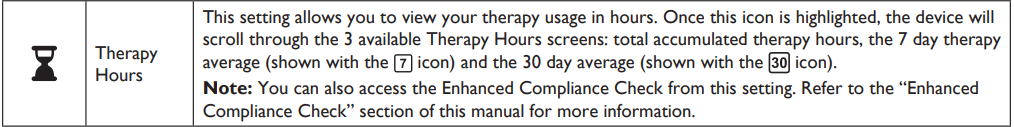 Therapy
Hours
This setting allows you to view your therapy usage in hours. Once this icon is highlighted, the device will
scroll through the 3 available Therapy Hours screens: total accumulated therapy hours, the 7 day therapy
average (shown with the 7 icon) and the 30 day average (shown with the 30 icon).
Note: You can also access the Enhanced Compliance Check from this setting. Refer to the “Enhanced
Compliance Check” section of this manual for more information.